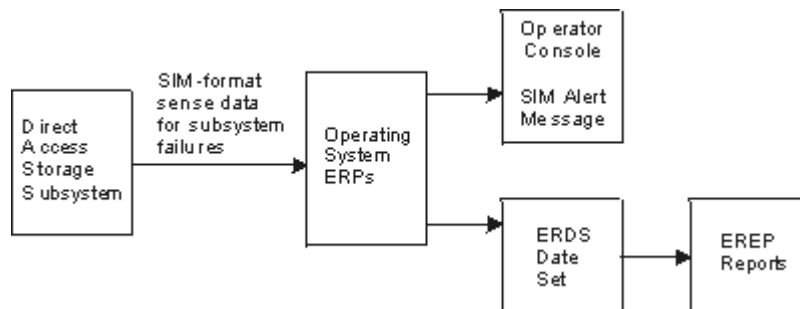 Direct
Access
Storage
Subsystem
SIM-format
sense data
for subsystem
failures
Operating
System
ERPs
Operator
Console
SIM Alert
Message
ERDS
Date
Set
EREP
Reports